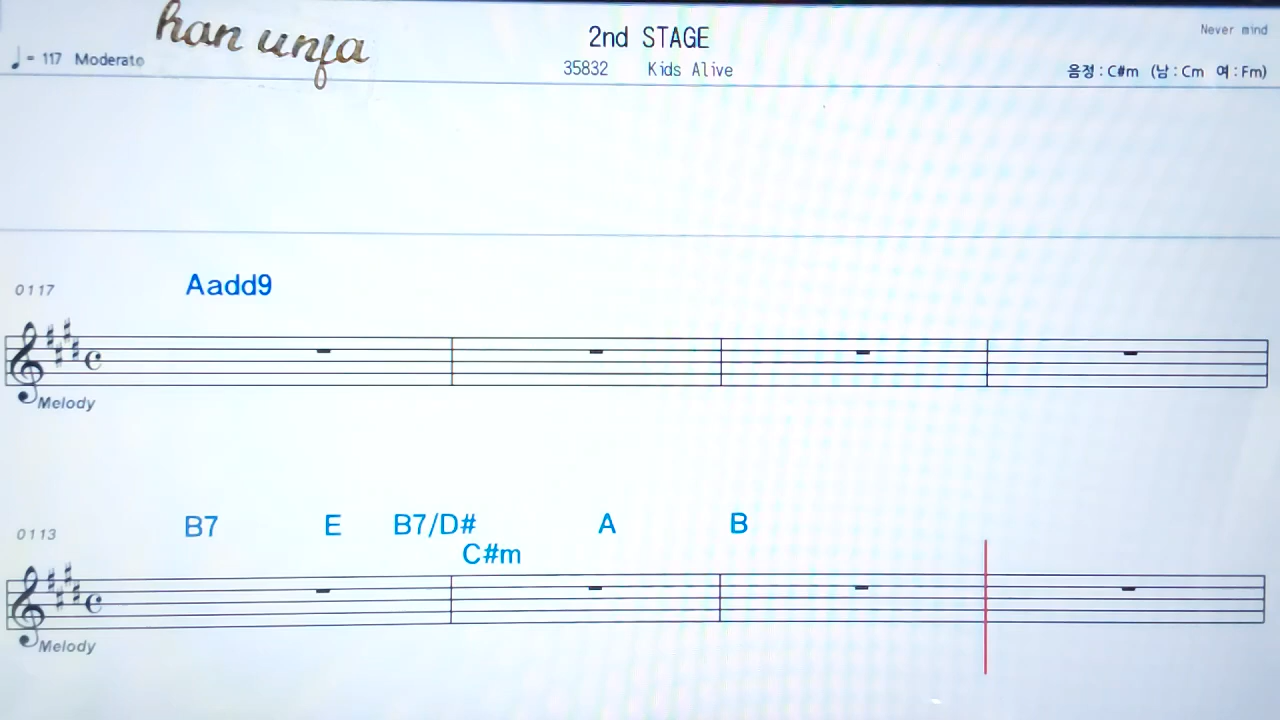 han unfa
2nd STAGE
Never mind
♩= 117 Moderato
35832 Kids Alive
음정 : C#m (남 : Cm 여 : Fm)
0117
Aadd9
Melody
0113
B7 E B7/D# C#m A B
Melody